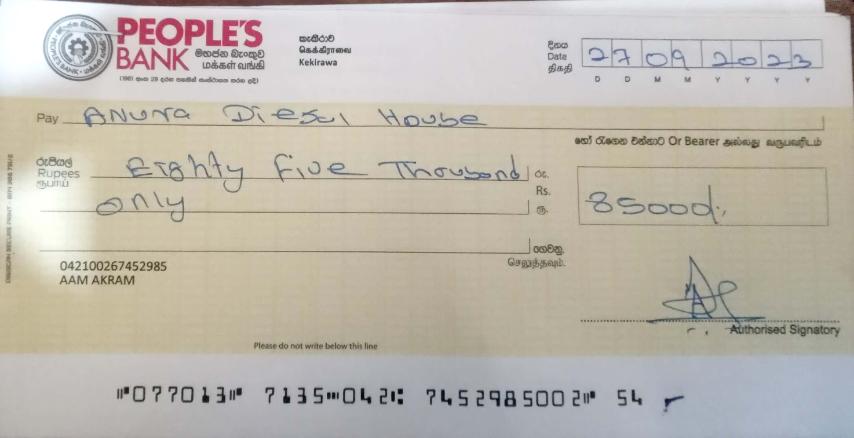 PEOPLE'S
BANK මහජන බැංකුව
மக்கள் வங்கி
(1961 අංක 29 දරන පනතින් සංස්ථාපනය කරන ලදි)
කැකිරාව
கெக்கிராவை
Kekirawa
දිනය
Date 27 09 2023
திகதி D D M M Y Y Y Y
Pay Anura Diesel House
හෝ රැගෙන එන්නාට Or Bearer அல்லது வருபவரிடம்
රුපියල්
Rupees Eighty Five Thousand රු.
ரூபாய் Rs.
only ரூ. 85000/.
ගෙවනු.
செலுத்தவும்.
042100267452985
AAM AKRAM
Authorised Signatory
Please do not write below this line
⑈077013⑈ 7135⑉042⑆ 7452985002⑈ 54